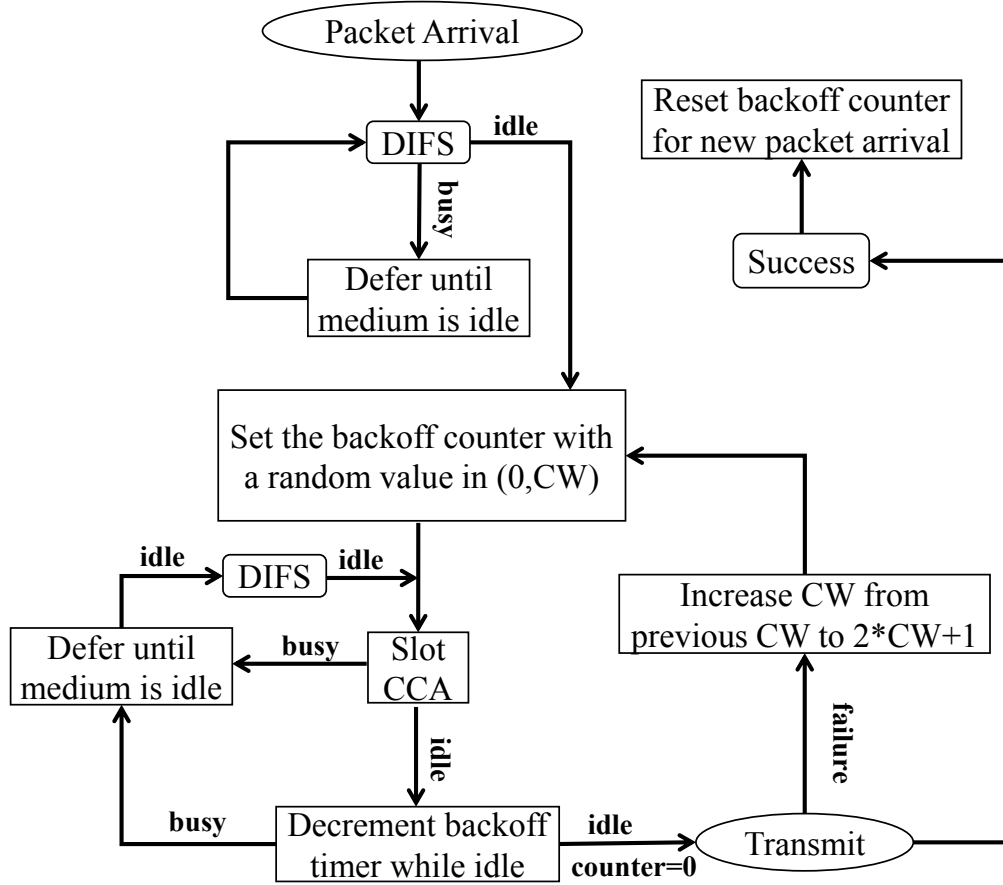 Packet Arrival
DIFS
idle
busy
Defer until
medium is idle
Reset backoff counter
for new packet arrival
Success
Set the backoff counter with
a random value in (0,CW)
idle
DIFS
idle
Defer until
medium is idle
busy
Slot
CCA
idle
Increase CW from
previous CW to 2*CW+1
failure
busy
Decrement backoff
timer while idle
idle
counter=0
Transmit